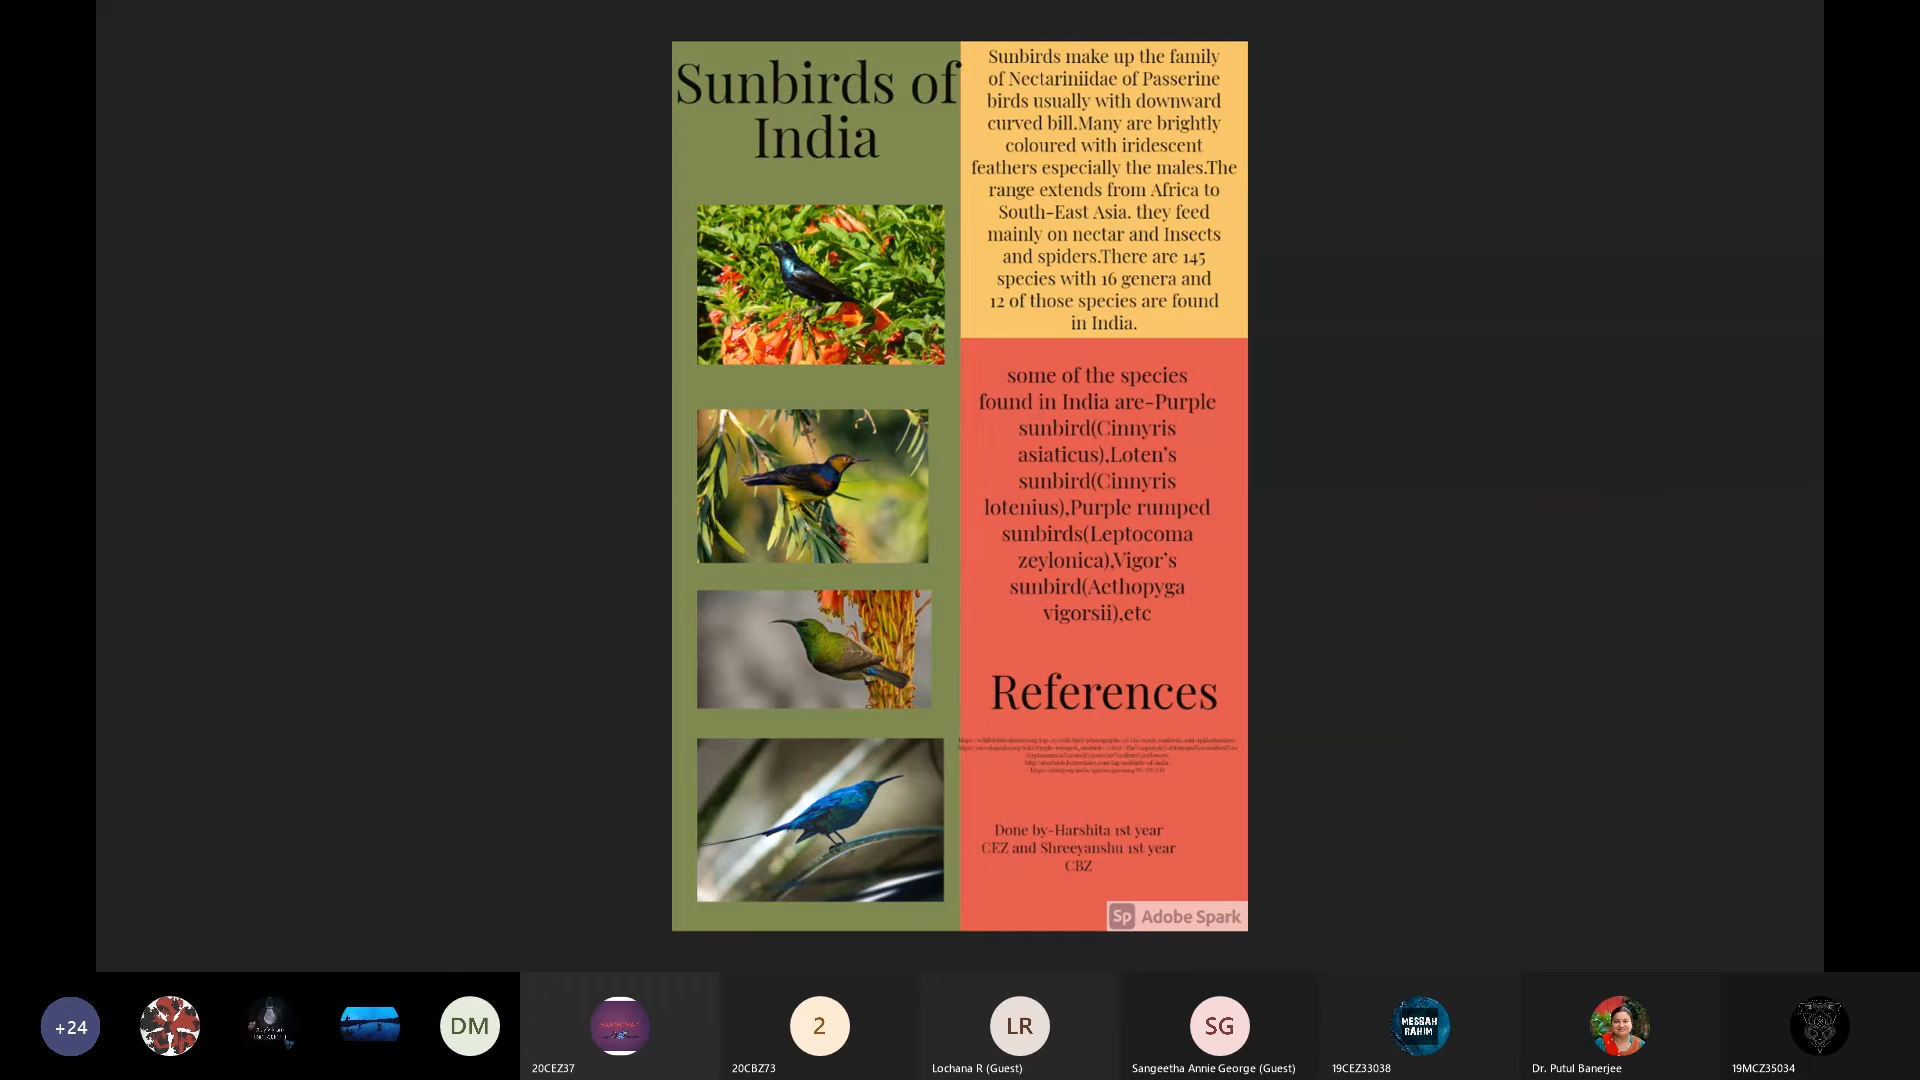 Sunbirds of
India
Sunbirds make up the family
of Nectariniidae of Passerine
birds usually with downward
curved bill.Many are brightly
coloured with iridescent
feathers especially the males.The
range extends from Africa to
South-East Asia. they feed
mainly on nectar and Insects
and spiders.There are 145
species with 16 genera and
12 of those species are found
in India.
some of the species
found in India are-Purple
sunbird(Cinnyris
asiaticus),Loten's
sunbird(Cinnyris
lotenius),Purple rumped
sunbirds(Leptocoma
zeylonica),Vigor's
sunbird(Aethopyga
vigorsii),etc
References
Done by-Harshita 1st year
CEZ and Shreeyanshu 1st year
CBZ
Sp Adobe Spark
+24
DM
2
LR
SG
MESSAH
RAHIM
20CEZ37
20CBZ73
Lochana R (Guest)
Sangeetha Annie George (Guest)
19CEZ33038
Dr. Putul Banerjee
19MCZ35034